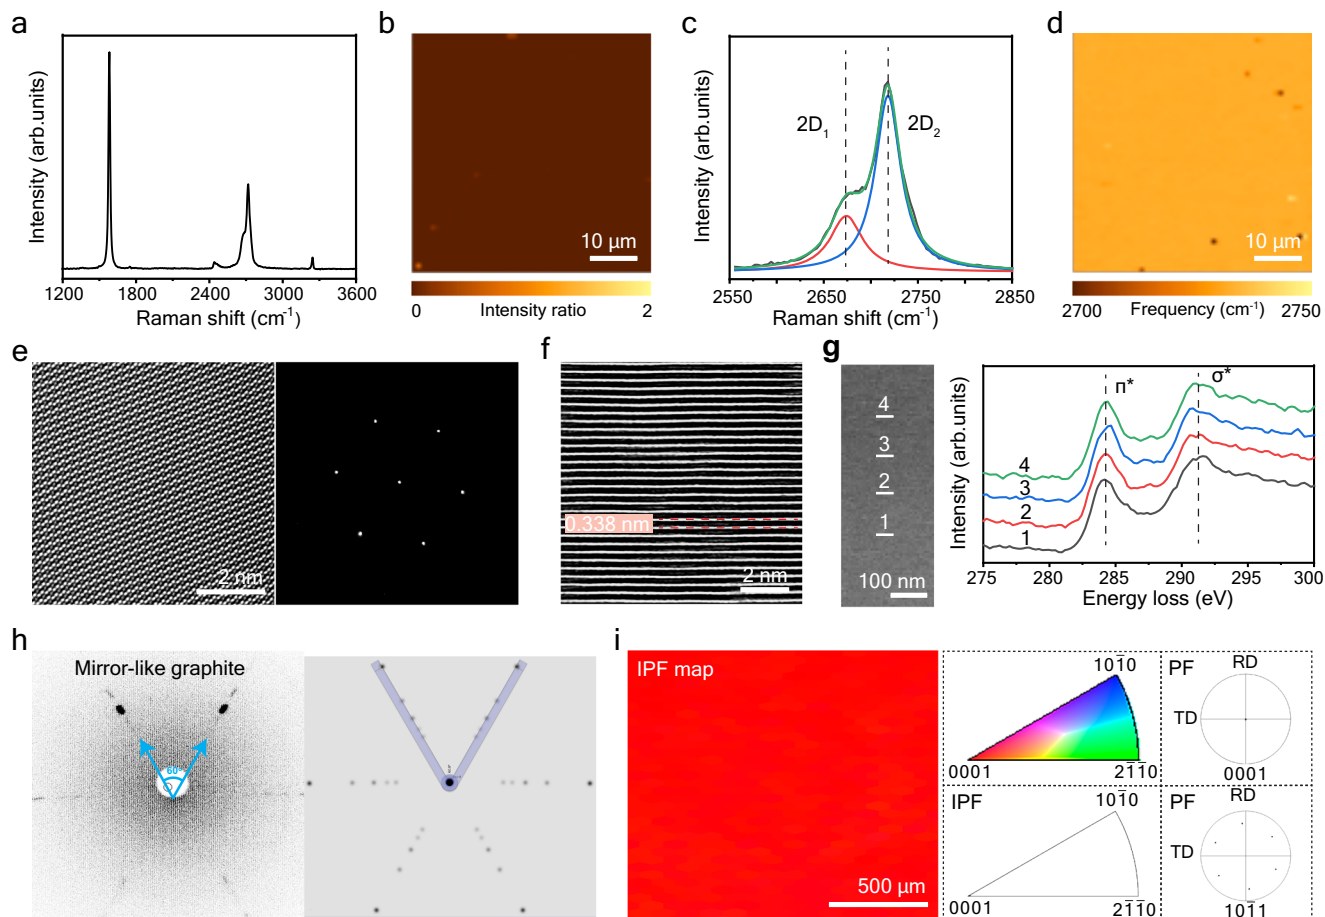 a
Intensity (arb.units)
1200 1800 2400 3000 3600
Raman shift (cm⁻¹)
b
10 µm
0 Intensity ratio 2
c
Intensity (arb.units)
2D₁ 2D₂
2550 2650 2750 2850
Raman shift (cm⁻¹)
d
10 µm
2700 Frequency (cm⁻¹) 2750
e
2 nm
f
0.338 nm
2 nm
g
4
3
2
1
100 nm
Intensity (arb.units)
π* σ*
4
3
2
1
275 280 285 290 295 300
Energy loss (eV)
h
Mirror-like graphite
60°
i
IPF map
500 µm
101̅0
0001 21̅1̅0
PF
RD
TD
0001
IPF
101̅0
0001 21̅1̅0
PF
RD
TD
101̅1